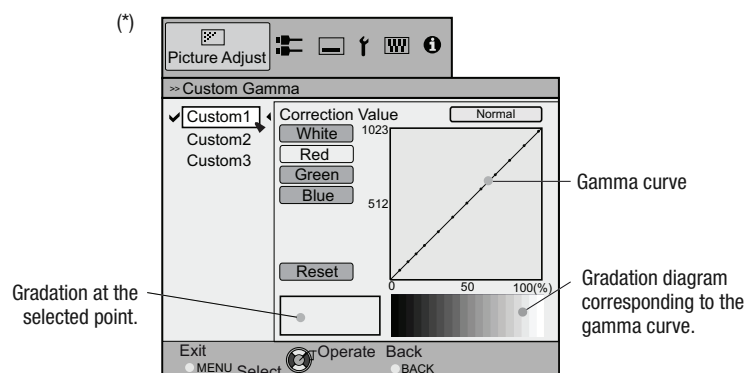 (*)
Picture Adjust
>> Custom Gamma
Custom1
Custom2
Custom3
Correction Value
Normal
White
Red
Green
Blue
Reset
1023
512
0 50 100(%)
Gamma curve
Gradation at the
selected point.
Gradation diagram
corresponding to the
gamma curve.
Exit
MENU
Select
Operate
Back
BACK